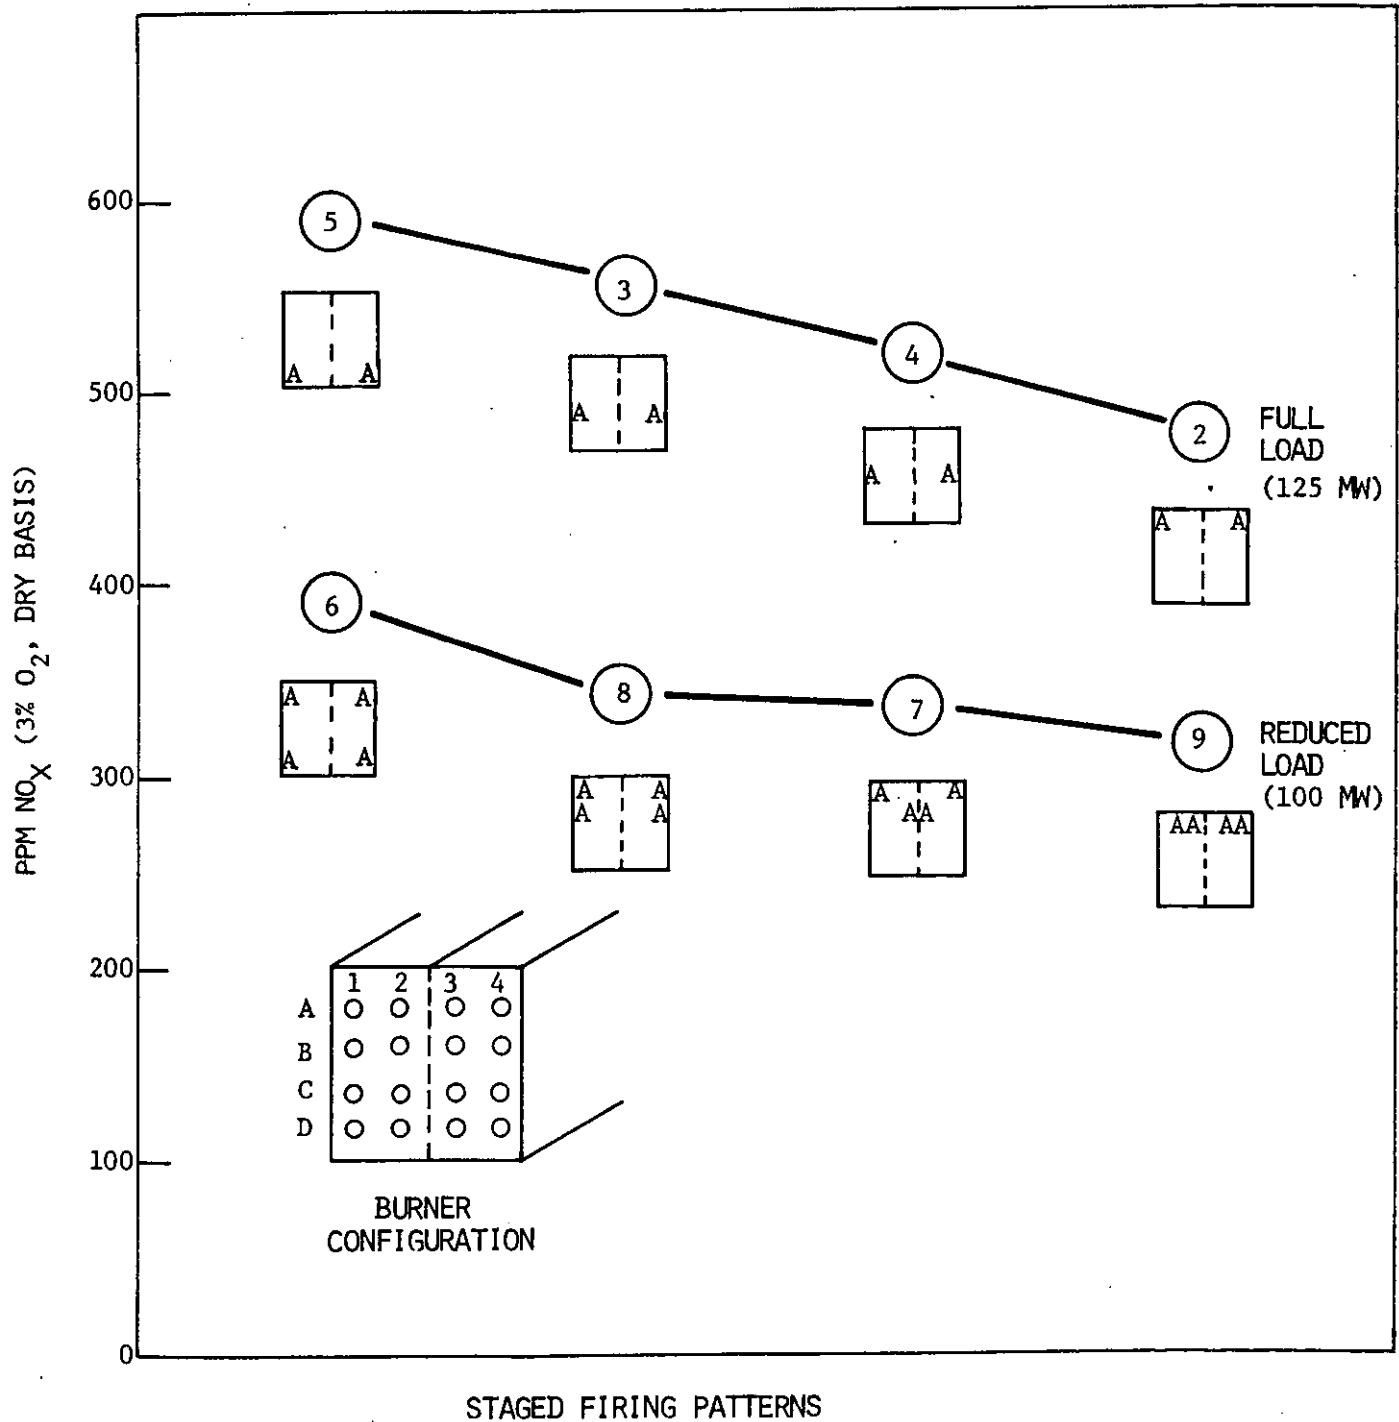 PPM NOX (3% O2, DRY BASIS)
600
500
400
300
200
100
0
5
3
4
2
A A
A A
A A
A A
FULL
LOAD
(125 MW)
6
8
7
9
A A
A A
A A
A A
A A
AA
AA AA
REDUCED
LOAD
(100 MW)
1 2 3 4
A
B
C
D
BURNER
CONFIGURATION
STAGED FIRING PATTERNS